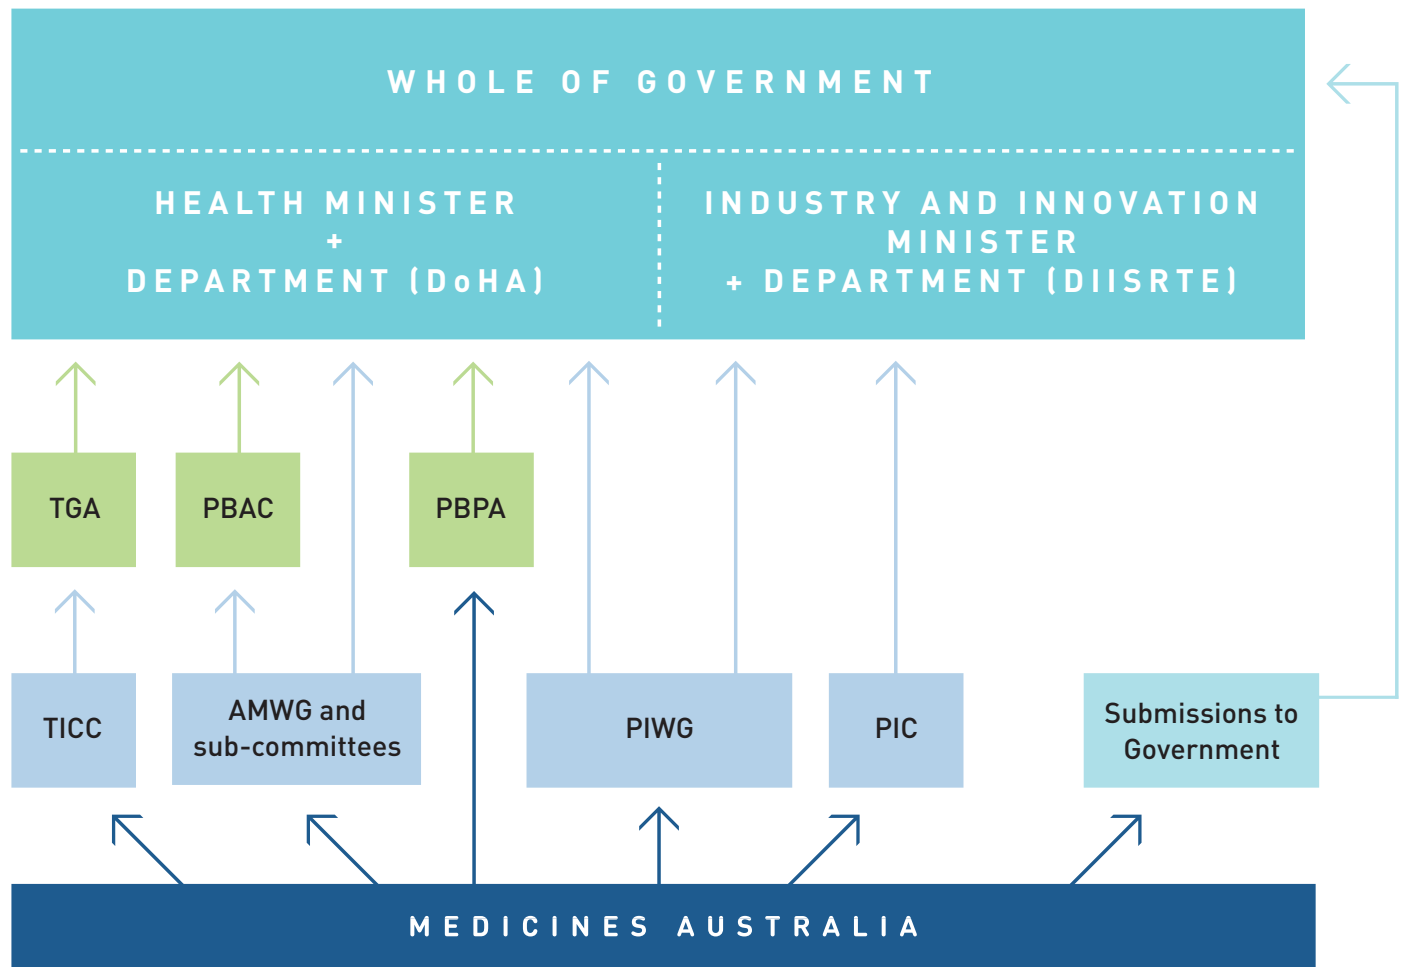 WHOLE OF GOVERNMENT
HEALTH MINISTER
+
DEPARTMENT (DoHA)
INDUSTRY AND INNOVATION
MINISTER
+ DEPARTMENT (DIISRTE)
TGA
PBAC
PBPA
TICC
AMWG and
sub-committees
PIWG
PIC
Submissions to
Government
MEDICINES AUSTRALIA